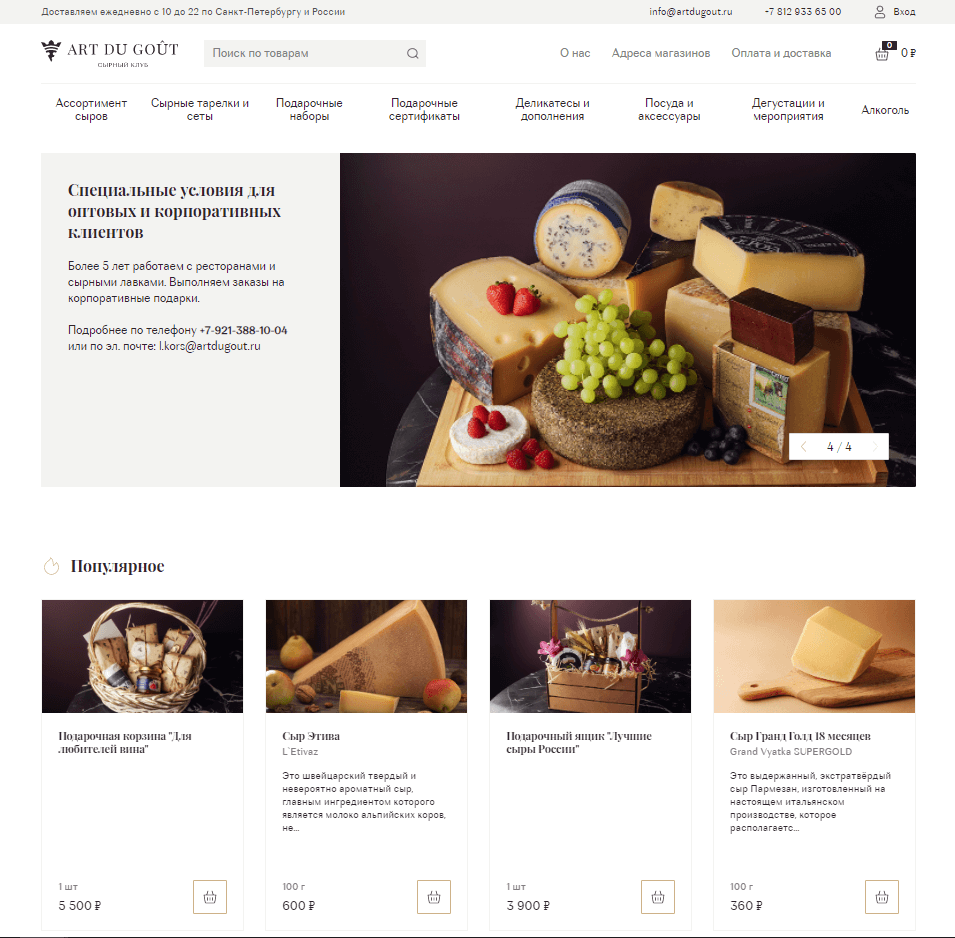 Доставляем ежедневно с 10 до 22 по Санкт-Петербургу и России
info@artdugout.ru
+7 812 933 65 00
Вход
ART DU GOÛT
СЫРНЫЙ КЛУБ
Поиск по товарам
О нас
Адреса магазинов
Оплата и доставка
0
0 ₽
Ассортимент
сыров
Сырные тарелки и
сеты
Подарочные
наборы
Подарочные
сертификаты
Деликатесы и
дополнения
Посуда и
аксессуары
Дегустации и
мероприятия
Алкоголь
Специальные условия для
оптовых и корпоративных
клиентов
Более 5 лет работаем с ресторанами и
сырными лавками. Выполняем заказы на
корпоративные подарки.
Подробнее по телефону +7-921-388-10-04
или по эл. почте: l.kors@artdugout.ru
4 / 4
Популярное
Подарочная корзина "Для
любителей вина"
1 шт
5 500 ₽
Сыр Этива
L`Etivaz
Это швейцарский твердый и
невероятно ароматный сыр,
главным ингредиентом которого
является молоко альпийских коров,
не...
100 г
600 ₽
Подарочный ящик "Лучшие
сыры России"
1 шт
3 900 ₽
Сыр Гранд Голд 18 месяцев
Grand Vyatka SUPERGOLD
Это выдержанный, экстратвёрдый
сыр Пармезан, изготовленный на
настоящем итальянском
производстве, которое
располагаетс...
100 г
360 ₽